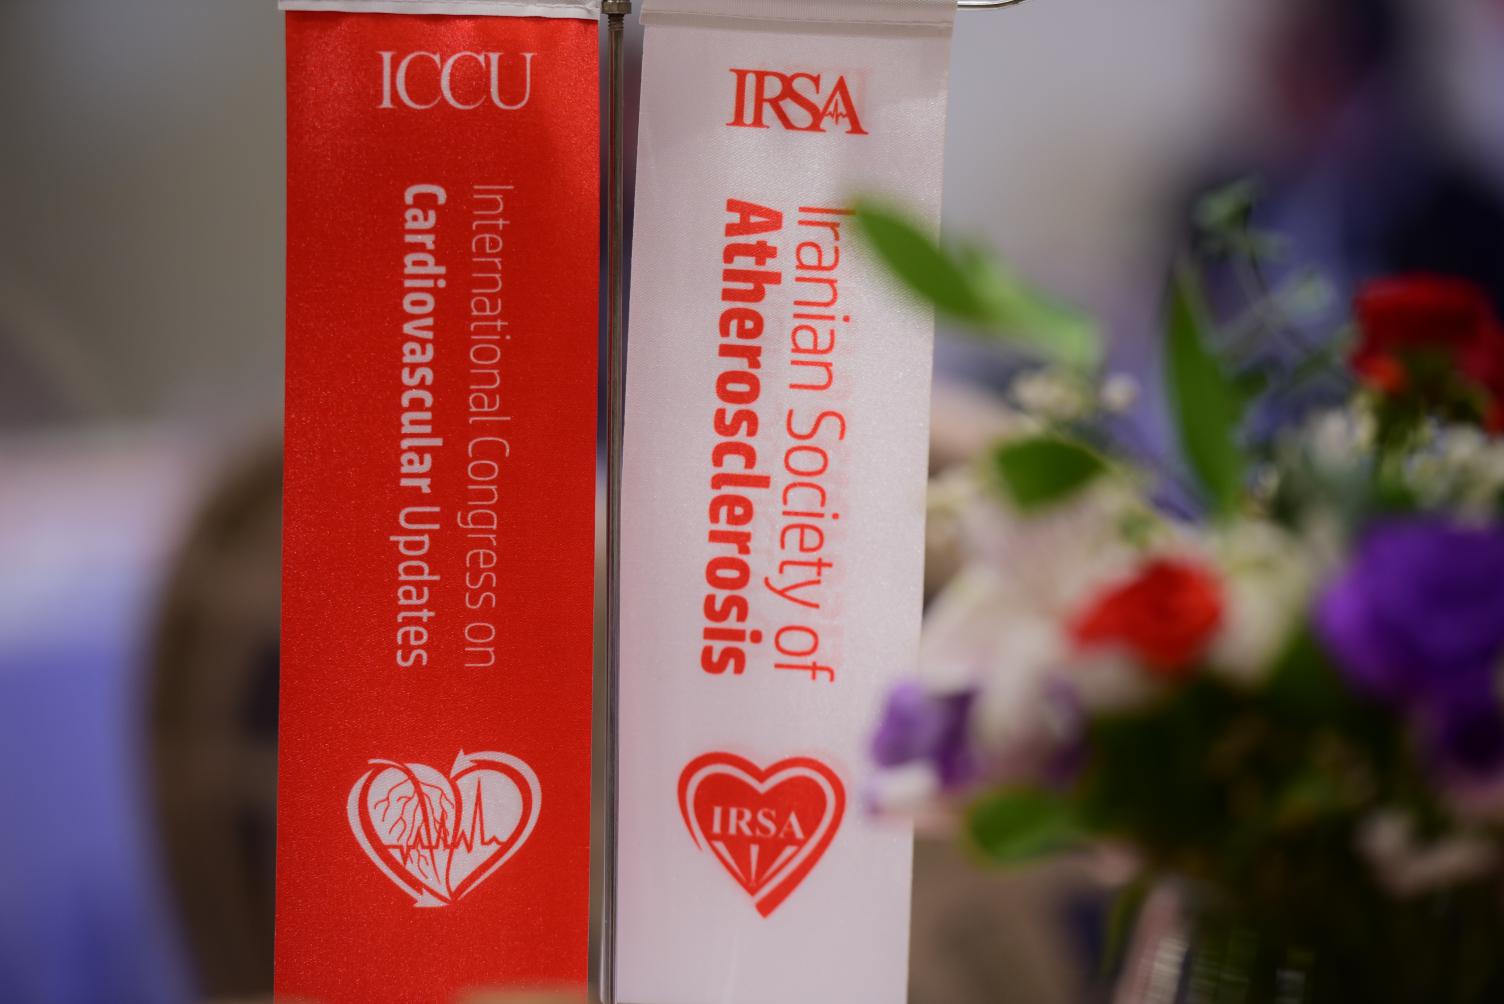 ICCU
International Congress on
Cardiovascular Updates
IRSA
Iranian Society of
Atherosclerosis
IRSA